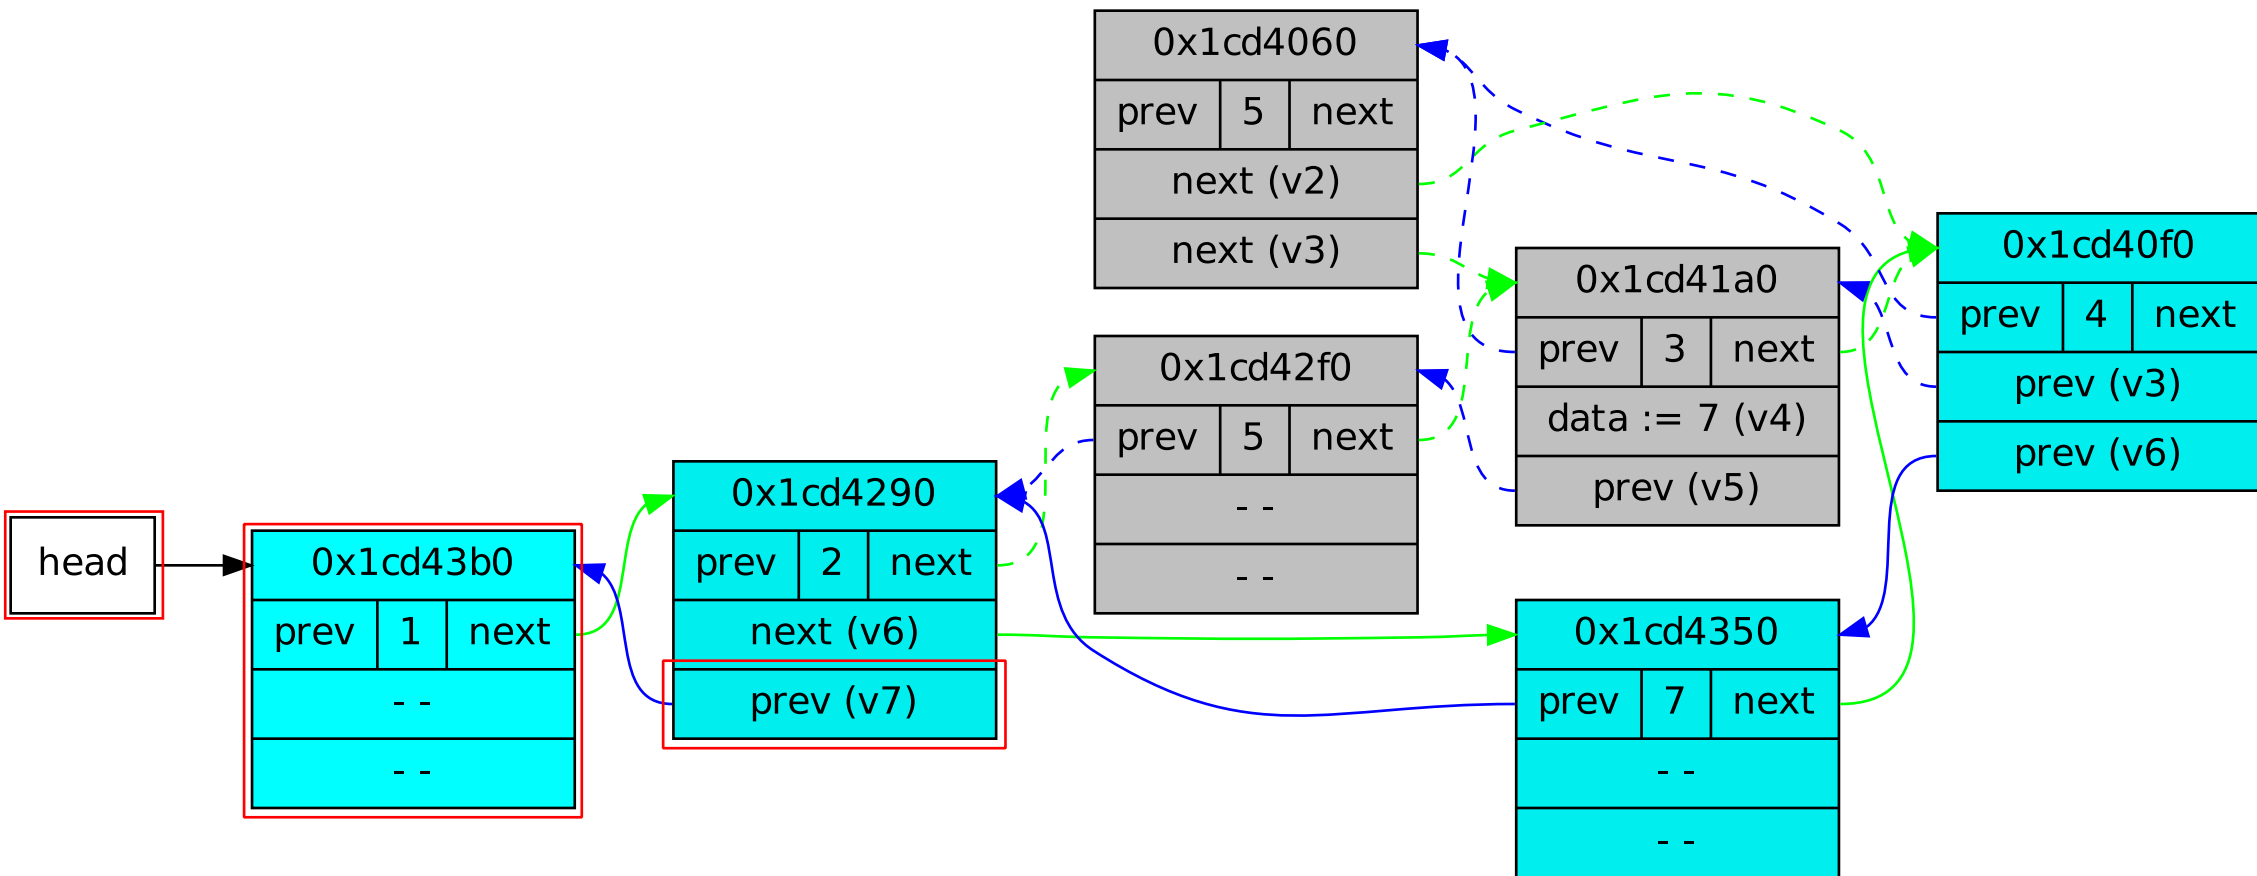 head
0x1cd43b0
prev 1 next
- -
- -
0x1cd4290
prev 2 next
next (v6)
prev (v7)
0x1cd4060
prev 5 next
next (v2)
next (v3)
0x1cd42f0
prev 5 next
- -
- -
0x1cd41a0
prev 3 next
data := 7 (v4)
prev (v5)
0x1cd4350
prev 7 next
- -
- -
0x1cd40f0
prev 4 next
prev (v3)
prev (v6)